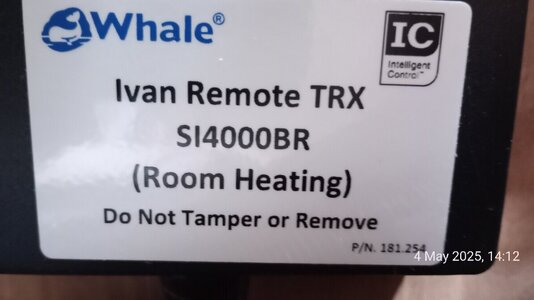 Whale®
IC
Intelligent
Control™
Ivan Remote TRX
SI4000BR
(Room Heating)
Do Not Tamper or Remove
P/N. 181.254
4 May 2025, 14:12